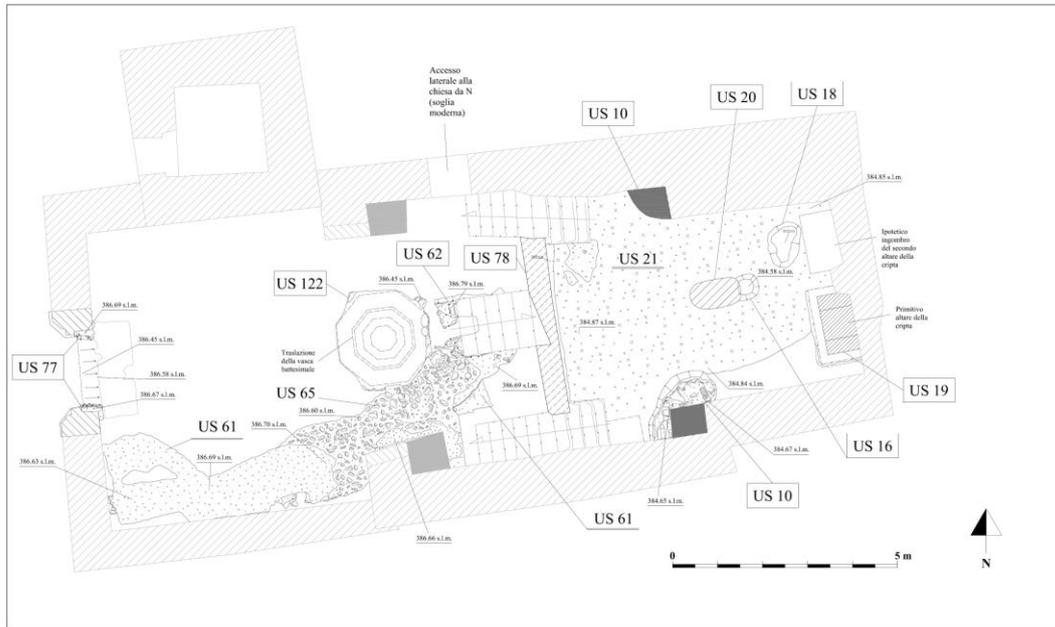 Accesso
laterale alla
chiesa da N
(soglia
moderna)
US 10
US 20
US 18
384.85 s.l.m.
Ipotetico
ingombro
del secondo
altare della
cripta
US 62
US 78
US 21
384.58 s.l.m.
US 122
386.45 s.l.m.
386.79 s.l.m.
386.69 s.l.m.
386.45 s.l.m.
386.58 s.l.m.
US 77
386.67 s.l.m.
Traslazione
della vasca
battesimale
384.87 s.l.m.
Primitivo
altare della
cripta
US 65
386.69 s.l.m.
384.84 s.l.m.
US 19
386.60 s.l.m.
386.70 s.l.m.
US 61
386.63 s.l.m.
386.69 s.l.m.
384.67 s.l.m.
US 16
384.65 s.l.m.
US 10
US 61
386.66 s.l.m.
0
5 m
N